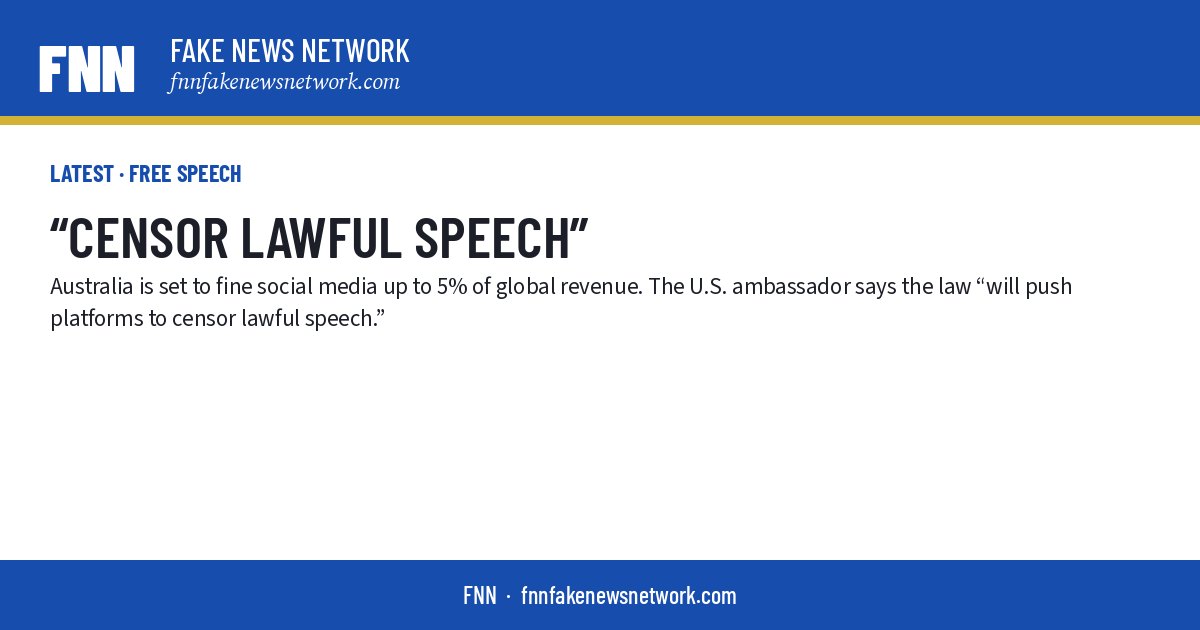 FNN
FAKE NEWS NETWORK
fnnfakenewsnetwork.com
LATEST · FREE SPEECH
“CENSOR LAWFUL SPEECH”
Australia is set to fine social media up to 5% of global revenue. The U.S. ambassador says the law “will push
platforms to censor lawful speech.”
FNN · fnnfakenewsnetwork.com